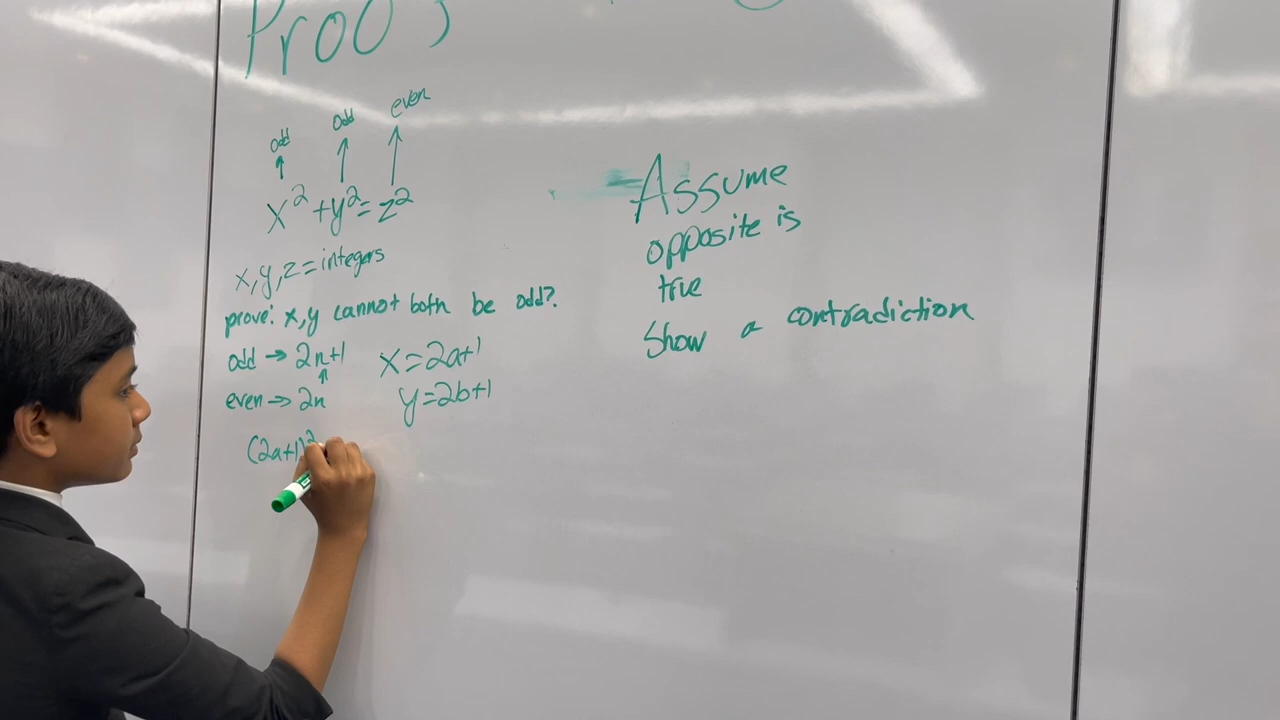 Proof
odd odd even
x² + y² = z²
x, y, z = integers
prove: x, y cannot both be odd?
odd → 2n+1
even → 2n
x = 2a+1
y = 2b+1
(2a+1)²
Assume
opposite is
true
Show a contradiction